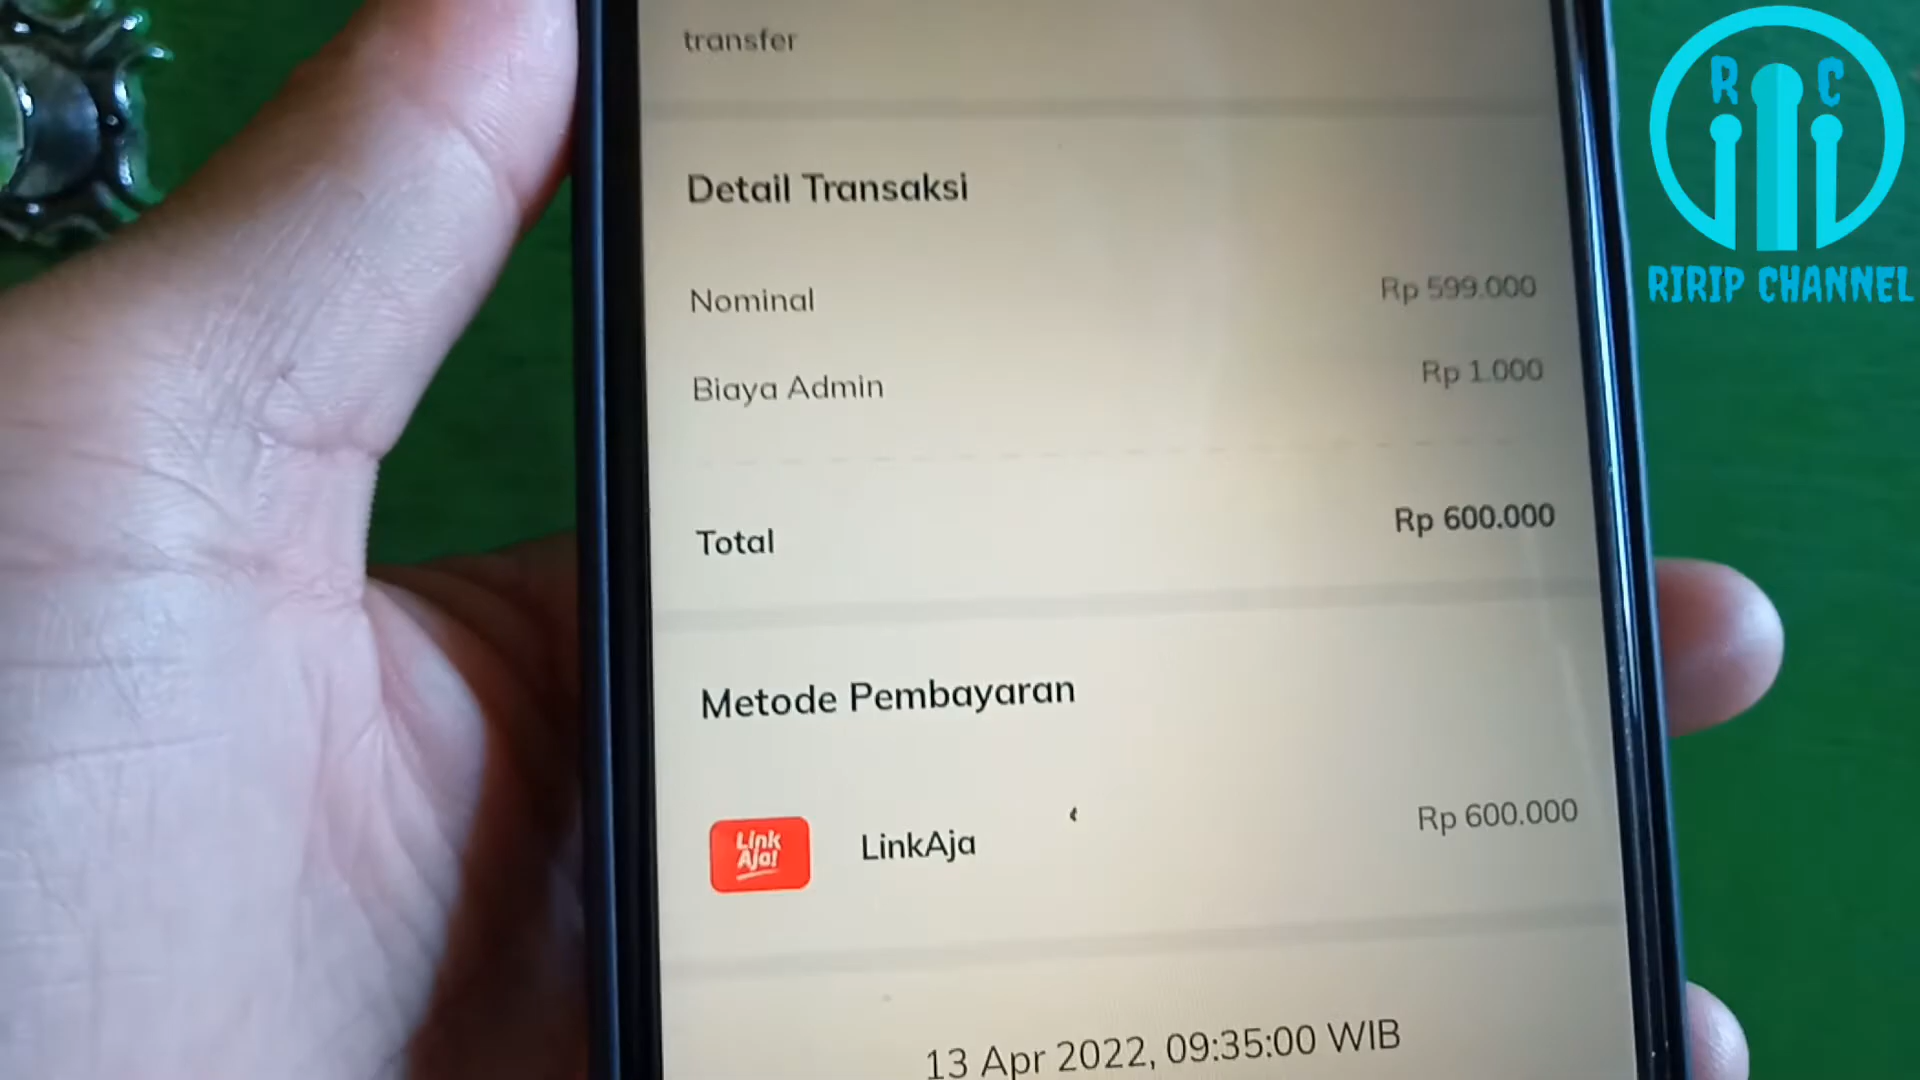 transfer
Detail Transaksi
Nominal Rp 599.000
Biaya Admin Rp 1.000
Total Rp 600.000
Metode Pembayaran
Link Aja!
LinkAja Rp 600.000
13 Apr 2022, 09:35:00 WIB
R C
RIRIP CHANNEL